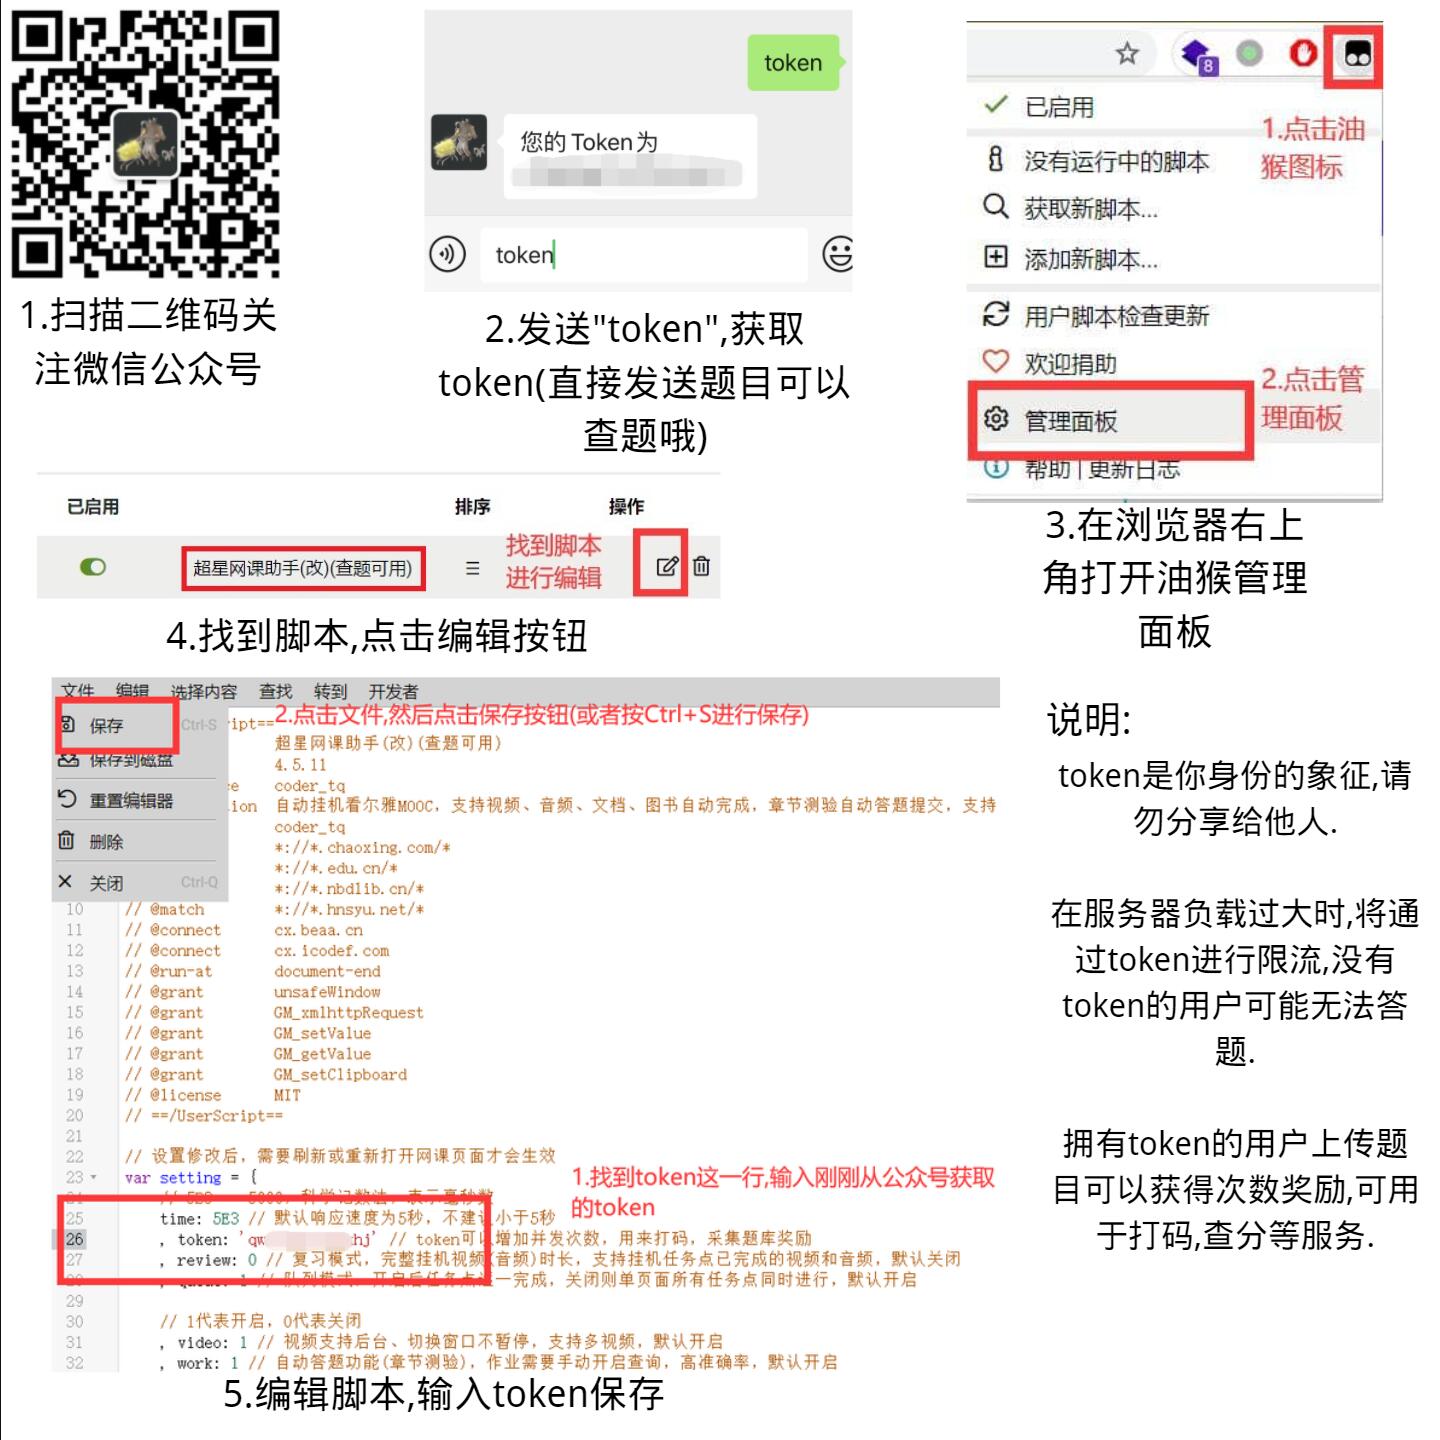 1.扫描二维码关
注微信公众号
token
您的 Token 为
token
2.发送"token",获取
token(直接发送题目可以
查题哦)
8
已启用
1.点击油
猴图标
没有运行中的脚本
获取新脚本...
添加新脚本...
用户脚本检查更新
欢迎捐助
2.点击管
理面板
管理面板
帮助 | 更新日志
3.在浏览器右上
角打开油猴管理
面板
已启用 排序 操作
超星网课助手(改)(查题可用)
找到脚本
进行编辑
4.找到脚本,点击编辑按钮
文件 编辑 选择内容 查找 转到 开发者
保存 Ctrl-S
ript==
2.点击文件,然后点击保存按钮(或者按Ctrl+S进行保存)
超星网课助手(改)(查题可用)
保存到磁盘
4.5.11
e coder_tq
重置编辑器
ion 自动挂机看尔雅MOOC，支持视频、音频、文档、图书自动完成，章节测验自动答题提交，支持
coder_tq
删除
*://*.chaoxing.com/*
*://*.edu.cn/*
关闭 Ctrl-Q
*://*.nbdlib.cn/*
10 // @match *://*.hnsyu.net/*
11 // @connect cx.beaa.cn
12 // @connect cx.icodef.com
13 // @run-at document-end
14 // @grant unsafeWindow
15 // @grant GM_xmlhttpRequest
16 // @grant GM_setValue
17 // @grant GM_getValue
18 // @grant GM_setClipboard
19 // @license MIT
20 // ==/UserScript==
21
22 // 设置修改后，需要刷新或重新打开网课页面才会生效
23 var setting = {
1.找到token这一行,输入刚刚从公众号获取
的token
24 // 5E3 5000，科学记数法，表示毫秒数
25 time: 5E3 // 默认响应速度为5秒，不建议小于5秒
26 , token: 'qw hj' // token可以增加并发次数，用来打码，采集题库奖励
27 , review: 0 // 复习模式，完整挂机视频(音频)时长，支持挂机任务点已完成的视频和音频，默认关闭
28 , queue: 1 // 队列模式，开启后任务点逐一完成，关闭则单页面所有任务点同时进行，默认开启
29
30 // 1代表开启，0代表关闭
31 , video: 1 // 视频支持后台、切换窗口不暂停，支持多视频，默认开启
32 , work: 1 // 自动答题功能(章节测验)，作业需要手动开启查询，高准确率，默认开启
5.编辑脚本,输入token保存
说明:
token是你身份的象征,请
勿分享给他人.
在服务器负载过大时,将通
过token进行限流,没有
token的用户可能无法答
题.
拥有token的用户上传题
目可以获得次数奖励,可用
于打码,查分等服务.